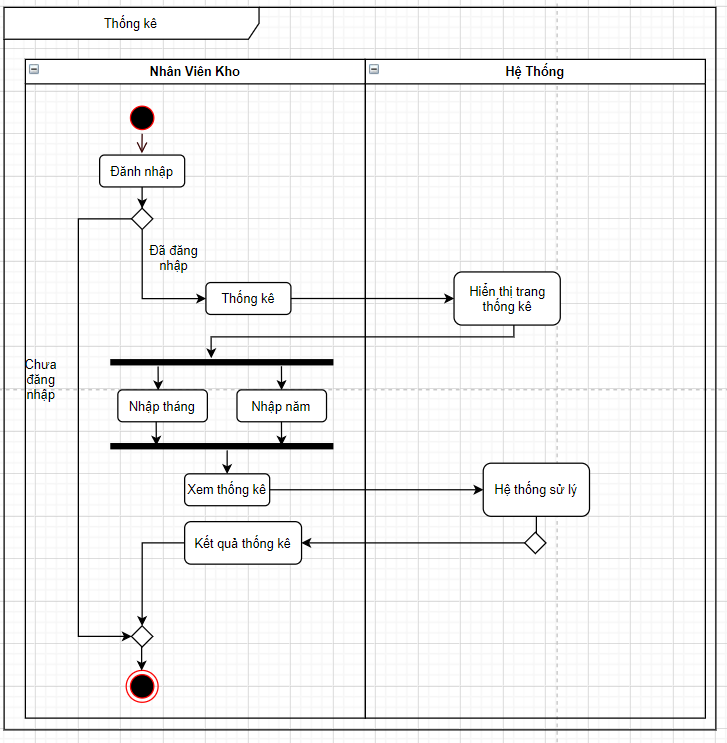 Thống kê
Nhân Viên Kho
Hệ Thống
Đănh nhập
Đã đăng
nhập
Thống kê
Hiển thị trang
thống kê
Chưa
đăng
nhập
Nhập tháng
Nhập năm
Xem thống kê
Hệ thống sử lý
Kết quả thống kê